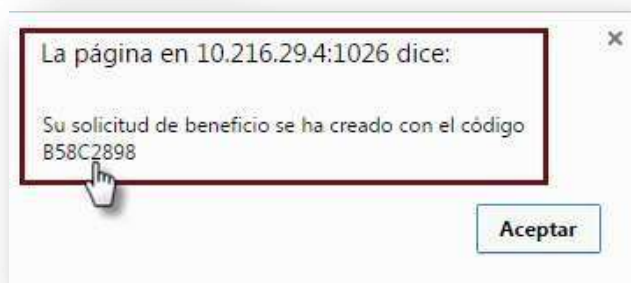 La página en 10.216.29.4:1026 dice:
Su solicitud de beneficio se ha creado con el código
B58C2898
Aceptar